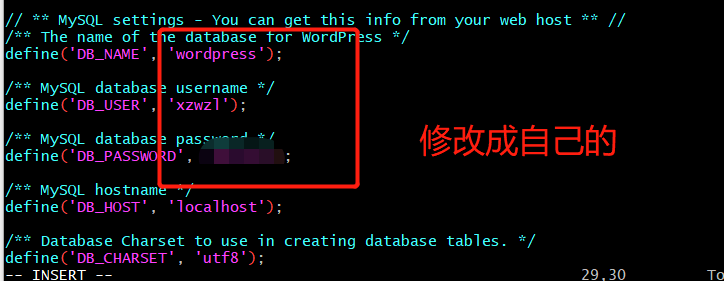 // ** MySQL settings - You can get this info from your web host ** //
/** The name of the database for WordPress */
define('DB_NAME', 'wordpress');
/** MySQL database username */
define('DB_USER', 'xzwzl');
/** MySQL database password */
define('DB_PASSWORD', ;
修改成自己的
/** MySQL hostname */
define('DB_HOST', 'localhost');
/** Database Charset to use in creating database tables. */
define('DB_CHARSET', 'utf8');
-- INSERT -- 29,30 To